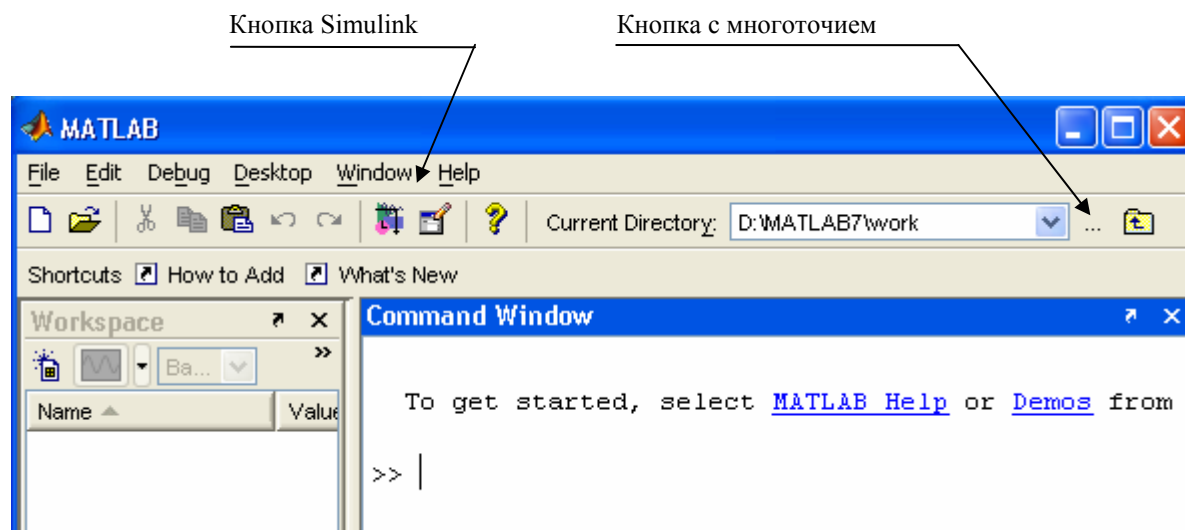 Кнопка Simulink Кнопка с многоточием
MATLAB
File Edit Debug Desktop Window Help
Current Directory: D:\MATLAB7\work ...
Shortcuts How to Add What's New
Workspace Command Window
Ba...
Name Value
To get started, select MATLAB Help or Demos from
>>